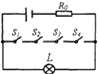 R₀
S₁ S₂ S₃ S₄
L